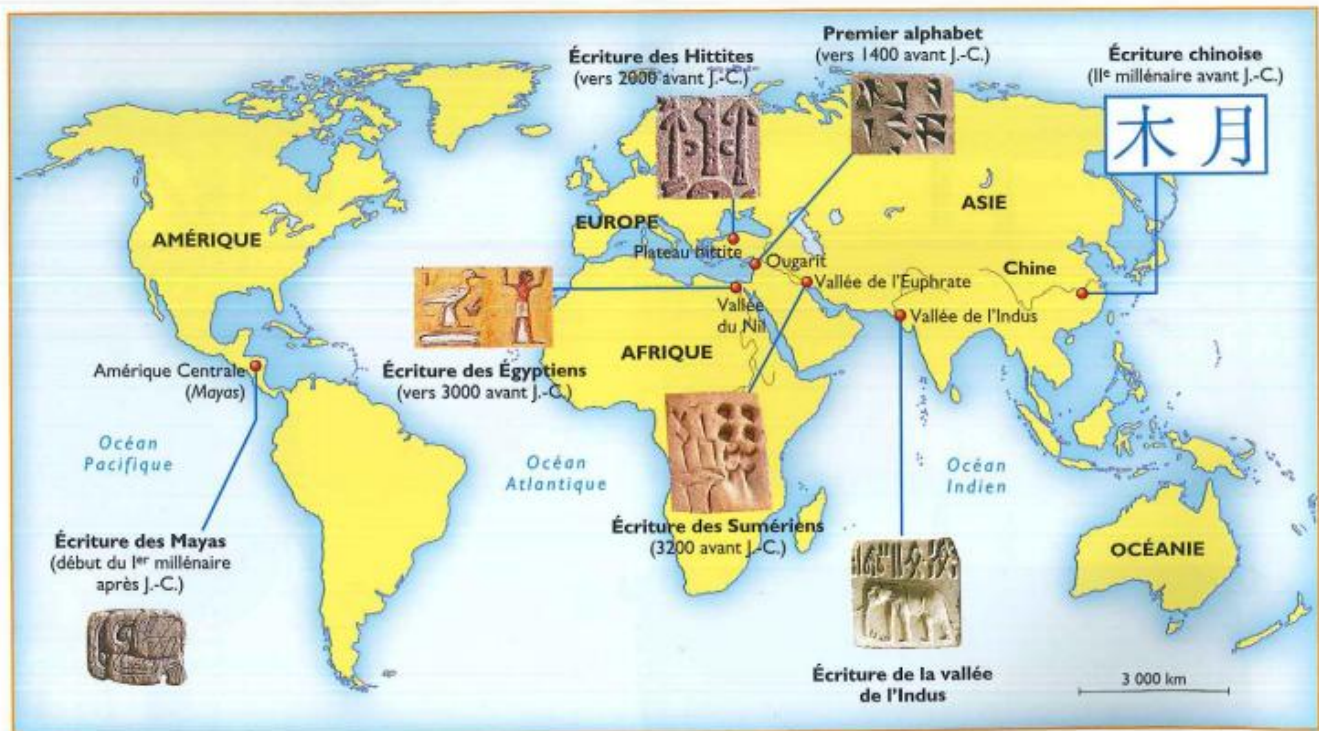 Écriture des Hittites
(vers 2000 avant J.-C.)
Premier alphabet
(vers 1400 avant J.-C.)
Écriture chinoise
(IIe millénaire avant J.-C.)
木 月
AMÉRIQUE
EUROPE
ASIE
Plateau hittite
Ougarit
Vallée de l'Euphrate
Chine
Vallée
du Nil
Vallée de l'Indus
AFRIQUE
Amérique Centrale
(Mayas)
Écriture des Égyptiens
(vers 3000 avant J.-C.)
Océan
Pacifique
Océan
Atlantique
Océan
Indien
Écriture des Sumériens
(3200 avant J.-C.)
Écriture des Mayas
(début du Ier millénaire
après J.-C.)
OCÉANIE
Écriture de la vallée
de l'Indus
3 000 km